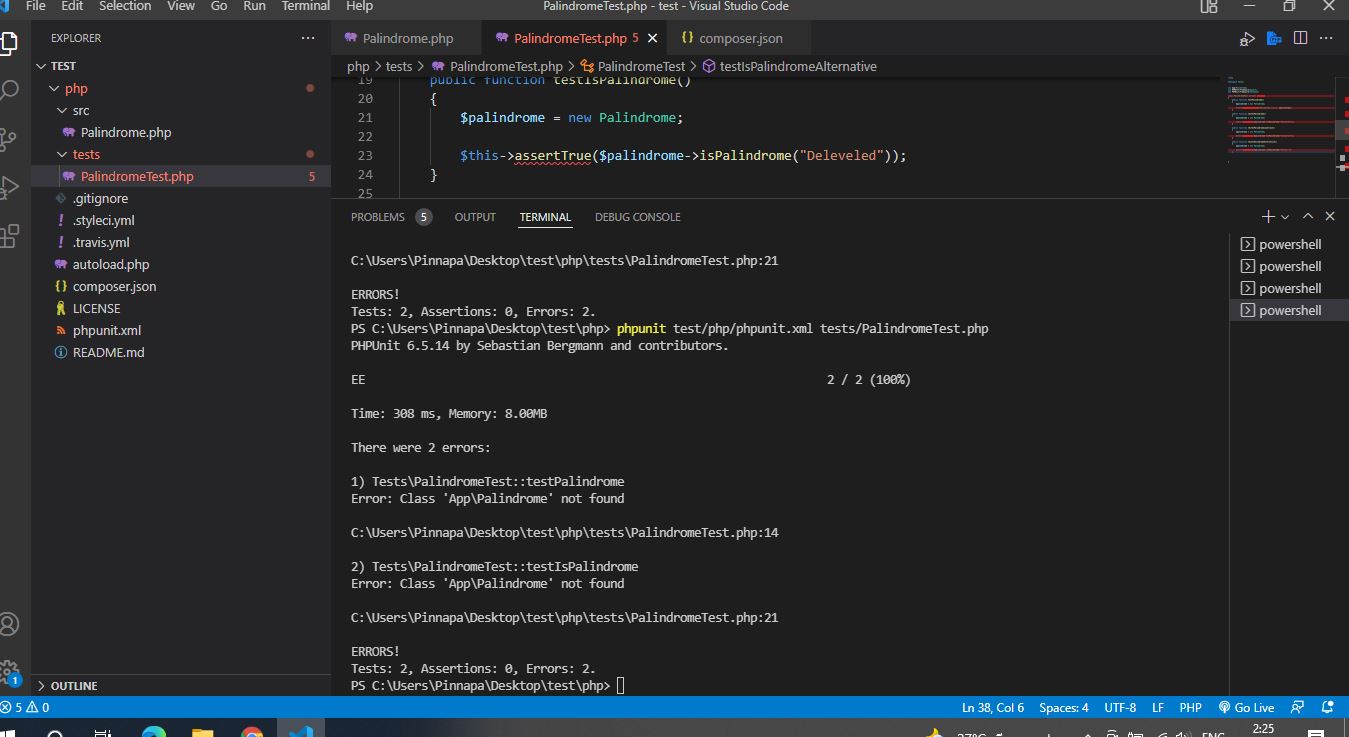 File Edit Selection View Go Run Terminal Help PalindromeTest.php - test - Visual Studio Code
EXPLORER ...
TEST
php
src
Palindrome.php
tests
PalindromeTest.php 5
.gitignore
.styleci.yml
.travis.yml
autoload.php
composer.json
LICENSE
phpunit.xml
README.md
OUTLINE
Palindrome.php PalindromeTest.php 5 composer.json
php > tests > PalindromeTest.php > PalindromeTest > testIsPalindromeAlternative
19 public function testIsPalindrome()
20 {
21 $palindrome = new Palindrome;
22
23 $this->assertTrue($palindrome->isPalindrome("Deleveled"));
24 }
25
PROBLEMS 5 OUTPUT TERMINAL DEBUG CONSOLE
C:\Users\Pinnapa\Desktop\test\php\tests\PalindromeTest.php:21
ERRORS!
Tests: 2, Assertions: 0, Errors: 2.
PS C:\Users\Pinnapa\Desktop\test\php> phpunit test/php/phpunit.xml tests/PalindromeTest.php
PHPUnit 6.5.14 by Sebastian Bergmann and contributors.
EE 2 / 2 (100%)
Time: 308 ms, Memory: 8.00MB
There were 2 errors:
1) Tests\PalindromeTest::testPalindrome
Error: Class 'App\Palindrome' not found
C:\Users\Pinnapa\Desktop\test\php\tests\PalindromeTest.php:14
2) Tests\PalindromeTest::testIsPalindrome
Error: Class 'App\Palindrome' not found
C:\Users\Pinnapa\Desktop\test\php\tests\PalindromeTest.php:21
ERRORS!
Tests: 2, Assertions: 0, Errors: 2.
PS C:\Users\Pinnapa\Desktop\test\php>
powershell
powershell
powershell
powershell
1
5 0 Ln 38, Col 6 Spaces: 4 UTF-8 LF PHP Go Live
27°C ENG 2:25